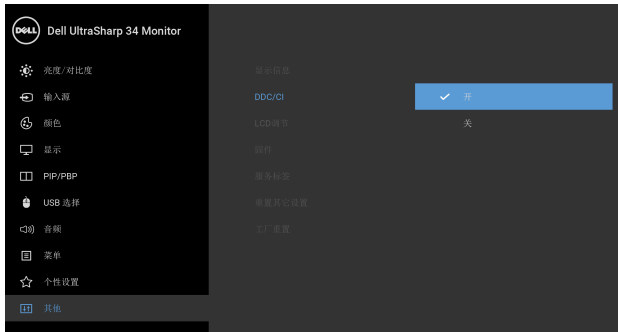 DELL
Dell UltraSharp 34 Monitor
亮度/对比度
显示信息
输入源
DDC/CI
开
颜色
LCD调节
关
显示
固件
PIP/PBP
服务标签
USB 选择
重置其它设置
音频
工厂重置
菜单
个性设置
其他